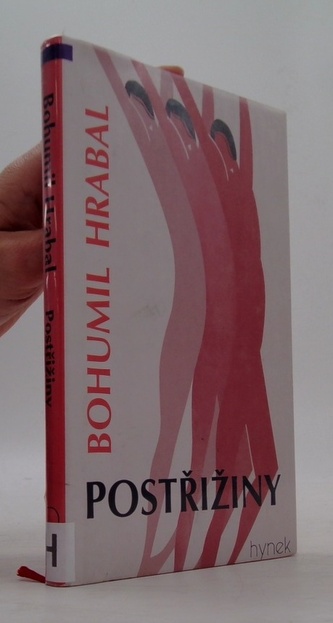 BOHUMIL HRABAL
POSTŘIŽINY
hynek
Bohumil Hrabal Postřižiny
H